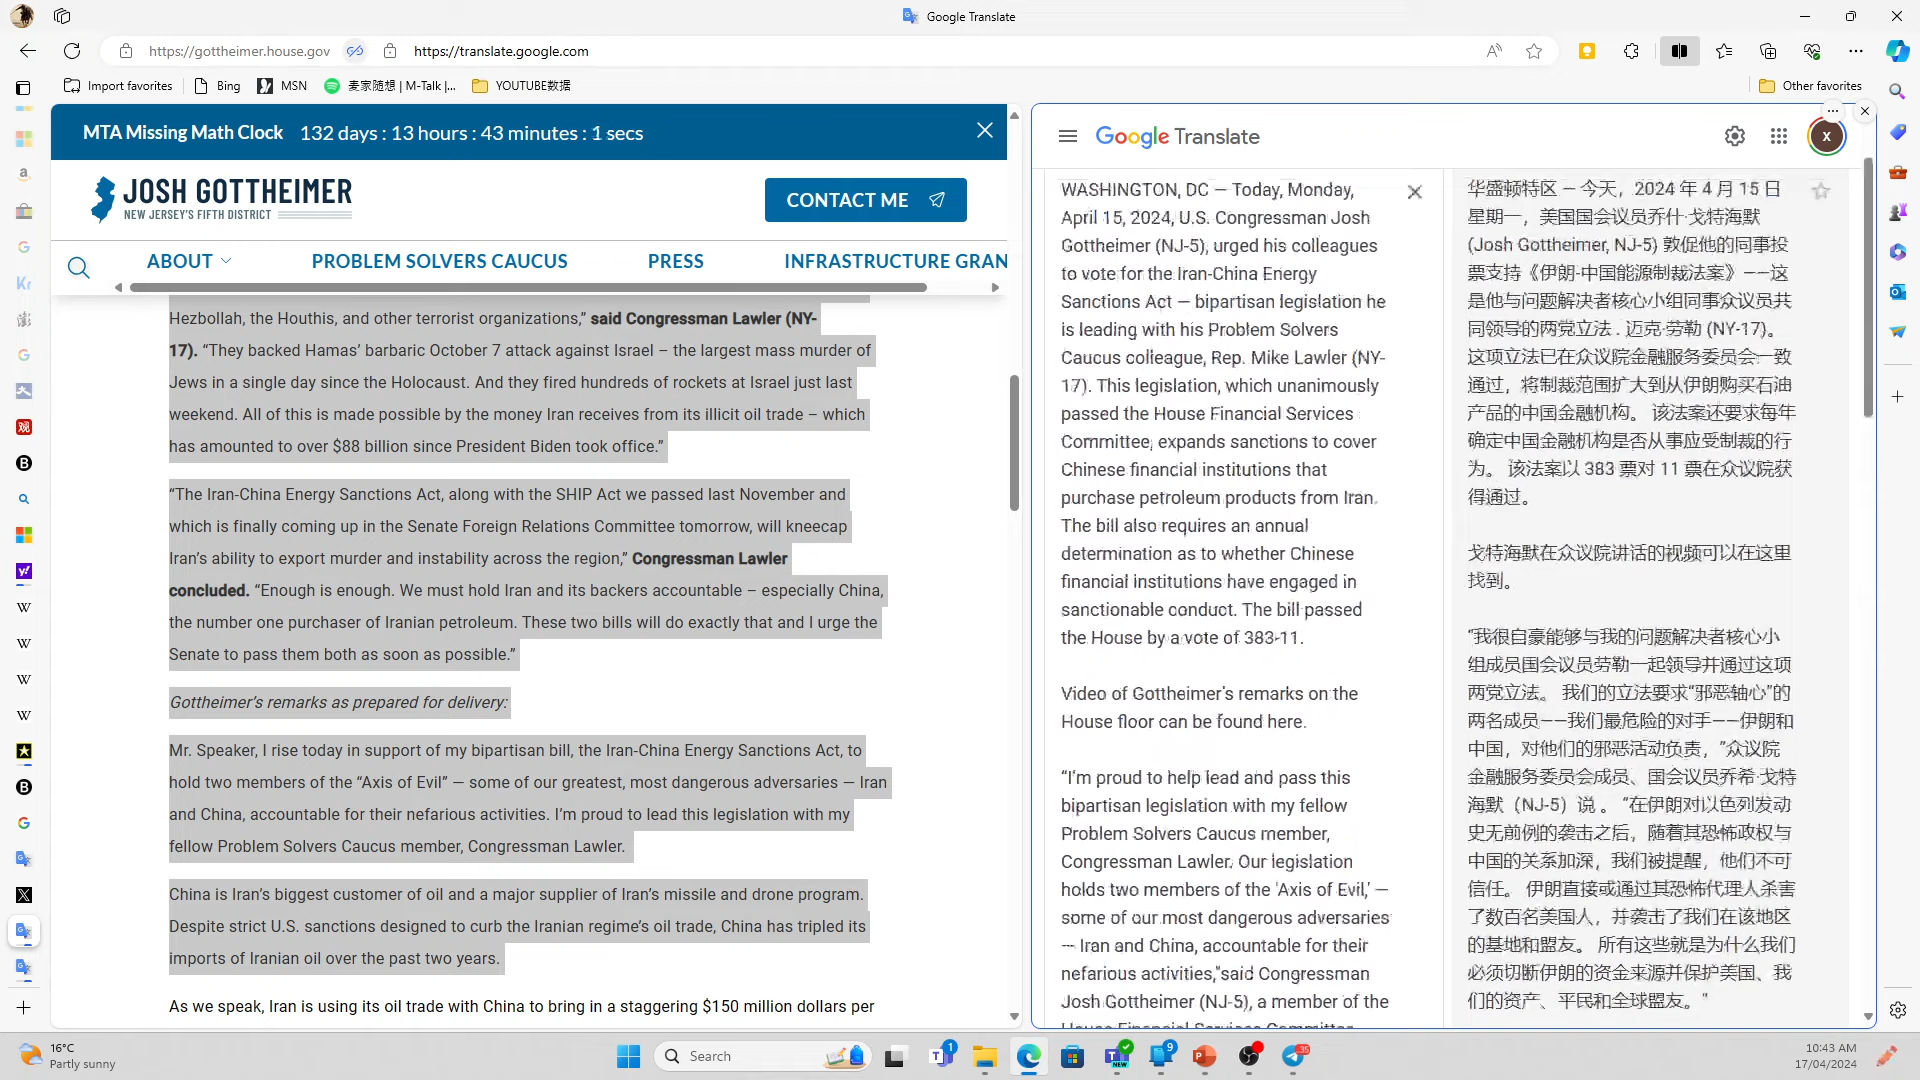 Google Translate
https://gottheimer.house.gov
https://translate.google.com
Import favorites
Bing
MSN
麦家随想 | M-Talk |...
YOUTUBE数据
Other favorites
MTA Missing Math Clock 132 days : 13 hours : 43 minutes : 1 secs
JOSH GOTTHEIMER
NEW JERSEY'S FIFTH DISTRICT
CONTACT ME
ABOUT
PROBLEM SOLVERS CAUCUS
PRESS
INFRASTRUCTURE GRAN
Hezbollah, the Houthis, and other terrorist organizations,” said Congressman Lawler (NY-
17). “They backed Hamas’ barbaric October 7 attack against Israel – the largest mass murder of
Jews in a single day since the Holocaust. And they fired hundreds of rockets at Israel just last
weekend. All of this is made possible by the money Iran receives from its illicit oil trade – which
has amounted to over $88 billion since President Biden took office.”
“The Iran-China Energy Sanctions Act, along with the SHIP Act we passed last November and
which is finally coming up in the Senate Foreign Relations Committee tomorrow, will kneecap
Iran’s ability to export murder and instability across the region,” Congressman Lawler
concluded. “Enough is enough. We must hold Iran and its backers accountable – especially China,
the number one purchaser of Iranian petroleum. These two bills will do exactly that and I urge the
Senate to pass them both as soon as possible.”
Gottheimer’s remarks as prepared for delivery:
Mr. Speaker, I rise today in support of my bipartisan bill, the Iran-China Energy Sanctions Act, to
hold two members of the “Axis of Evil” — some of our greatest, most dangerous adversaries — Iran
and China, accountable for their nefarious activities. I’m proud to lead this legislation with my
fellow Problem Solvers Caucus member, Congressman Lawler.
China is Iran’s biggest customer of oil and a major supplier of Iran’s missile and drone program.
Despite strict U.S. sanctions designed to curb the Iranian regime’s oil trade, China has tripled its
imports of Iranian oil over the past two years.
As we speak, Iran is using its oil trade with China to bring in a staggering $150 million dollars per
Google Translate
X
WASHINGTON, DC — Today, Monday,
April 15, 2024, U.S. Congressman Josh
Gottheimer (NJ-5), urged his colleagues
to vote for the Iran-China Energy
Sanctions Act — bipartisan legislation he
is leading with his Problem Solvers
Caucus colleague, Rep. Mike Lawler (NY-
17). This legislation, which unanimously
passed the House Financial Services
Committee, expands sanctions to cover
Chinese financial institutions that
purchase petroleum products from Iran.
The bill also requires an annual
determination as to whether Chinese
financial institutions have engaged in
sanctionable conduct. The bill passed
the House by a vote of 383-11.
Video of Gottheimer's remarks on the
House floor can be found here.
“I'm proud to help lead and pass this
bipartisan legislation with my fellow
Problem Solvers Caucus member,
Congressman Lawler. Our legislation
holds two members of the 'Axis of Evil,' —
some of our most dangerous adversaries
— Iran and China, accountable for their
nefarious activities,"said Congressman
Josh Gottheimer (NJ-5), a member of the
House Financial Services Committee
华盛顿特区 — 今天，2024 年 4 月 15 日
星期一，美国国会议员乔什·戈特海默
(Josh Gottheimer, NJ-5) 敦促他的同事投
票支持《伊朗-中国能源制裁法案》——这
是他与问题解决者核心小组同事众议员共
同领导的两党立法 . 迈克·劳勒 (NY-17)。
这项立法已在众议院金融服务委员会一致
通过，将制裁范围扩大到从伊朗购买石油
产品的中国金融机构。 该法案还要求每年
确定中国金融机构是否从事应受制裁的行
为。 该法案以 383 票对 11 票在众议院获
得通过。
戈特海默在众议院讲话的视频可以在这里
找到。
“我很自豪能够与我的问题解决者核心小
组成员国会议员劳勒一起领导并通过这项
两党立法。 我们的立法要求“邪恶轴心”的
两名成员——我们最危险的对手——伊朗和
中国，对他们的邪恶活动负责，”众议院
金融服务委员会成员、国会议员乔希·戈特
海默（NJ-5）说 。 “在伊朗对以色列发动
史无前例的袭击之后，随着其恐怖政权与
中国的关系加深，我们被提醒，他们不可
信任。 伊朗直接或通过其恐怖代理人杀害
了数百名美国人，并袭击了我们在该地区
的基地和盟友。 所有这些就是为什么我们
必须切断伊朗的资金来源并保护美国、我
们的资产、平民和全球盟友。”
16°C
Partly sunny
Search
1
NEW
9
35
10:43 AM
17/04/2024